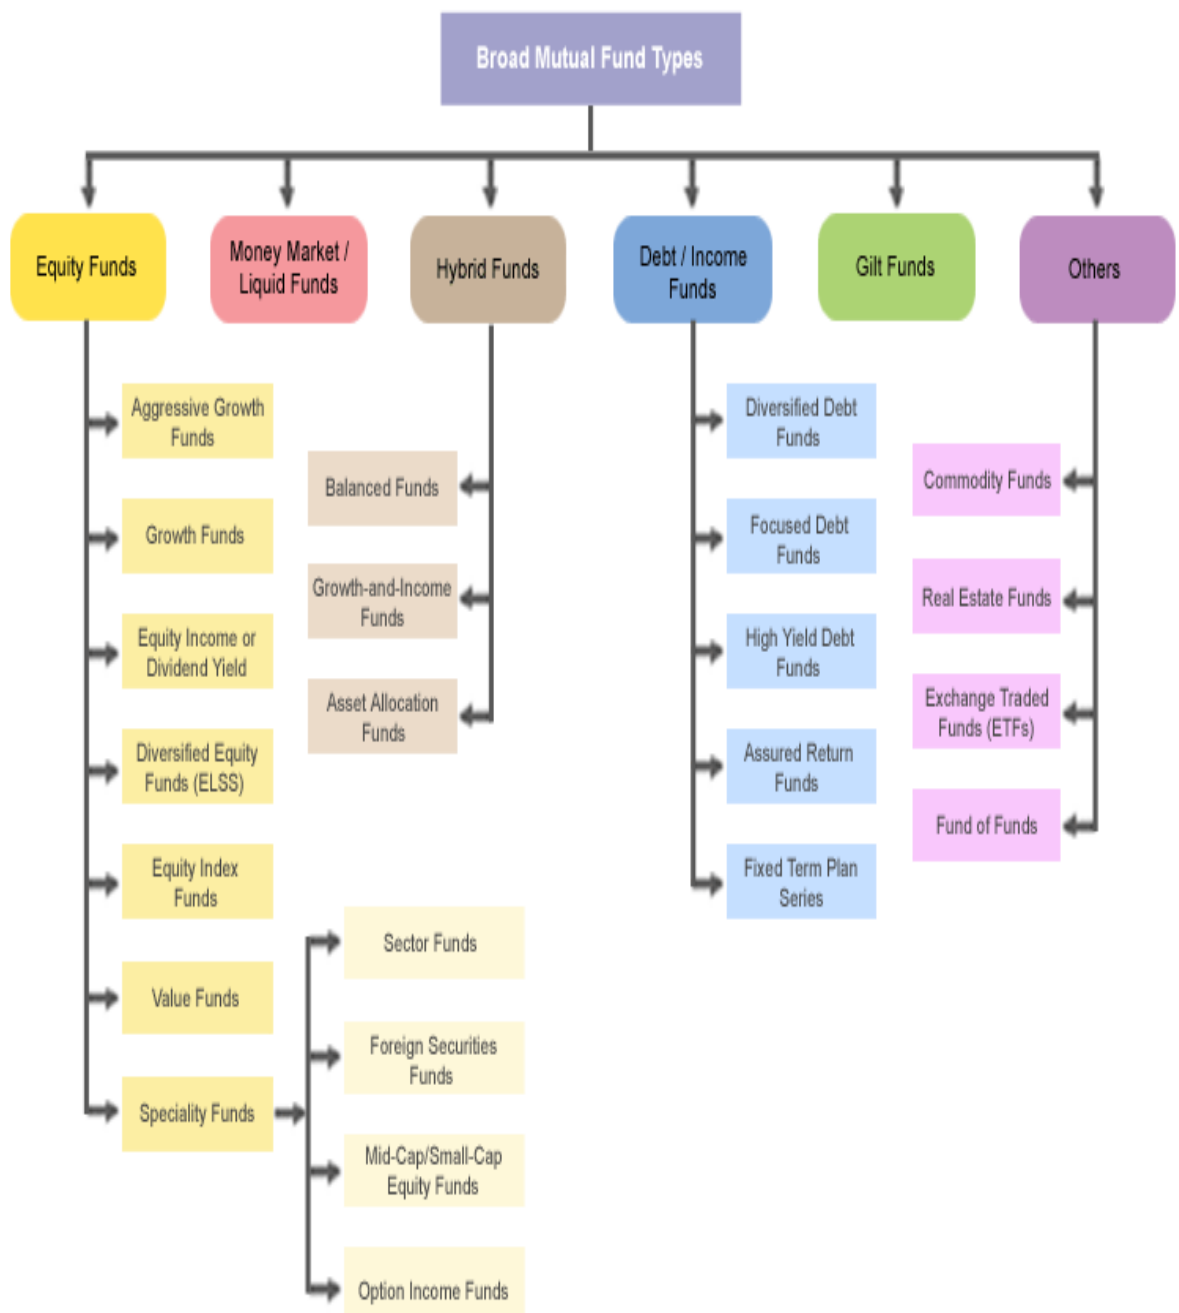 Broad Mutual Fund Types
Equity Funds
Money Market /
Liquid Funds
Hybrid Funds
Debt / Income
Funds
Gilt Funds
Others
Aggressive Growth
Funds
Growth Funds
Equity Income or
Dividend Yield
Diversified Equity
Funds (ELSS)
Equity Index
Funds
Value Funds
Speciality Funds
Sector Funds
Foreign Securities
Funds
Mid-Cap/Small-Cap
Equity Funds
Option Income Funds
Balanced Funds
Growth-and-Income
Funds
Asset Allocation
Funds
Diversified Debt
Funds
Focused Debt
Funds
High Yield Debt
Funds
Assured Return
Funds
Fixed Term Plan
Series
Commodity Funds
Real Estate Funds
Exchange Traded
Funds (ETFs)
Fund of Funds